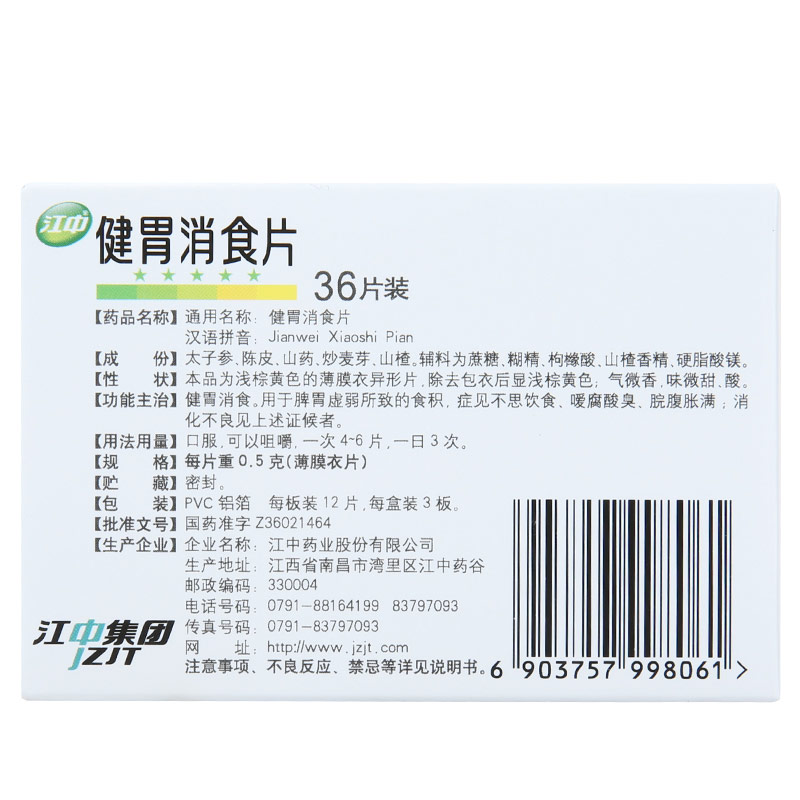 江中
健胃消食片
36片装
【药品名称】通用名称：健胃消食片
汉语拼音：Jianwei Xiaoshi Pian
【成　份】太子参、陈皮、山药、炒麦芽、山楂。辅料为蔗糖、糊精、枸橼酸、山楂香精、硬脂酸镁。
【性　状】本品为浅棕黄色的薄膜衣异形片，除去包衣后显浅棕黄色；气微香，味微甜、酸。
【功能主治】健胃消食。用于脾胃虚弱所致的食积，症见不思饮食、嗳腐酸臭、脘腹胀满；消
化不良见上述证候者。
【用法用量】口服，可以咀嚼，一次4~6片，一日3次。
【规　格】每片重0.5克(薄膜衣片)
【贮　藏】密封。
【包　装】PVC铝箔　每板装12片，每盒装3板。
【批准文号】国药准字Z36021464
【生产企业】企业名称：江中药业股份有限公司
生产地址：江西省南昌市湾里区江中药谷
邮政编码：330004
电话号码：0791-88164199　83797093
传真号码：0791-83797093
网　址：http://www.jzjt.com
注意事项、不良反应、禁忌等详见说明书。
江中集团
JZJT
6 903757 998061 >